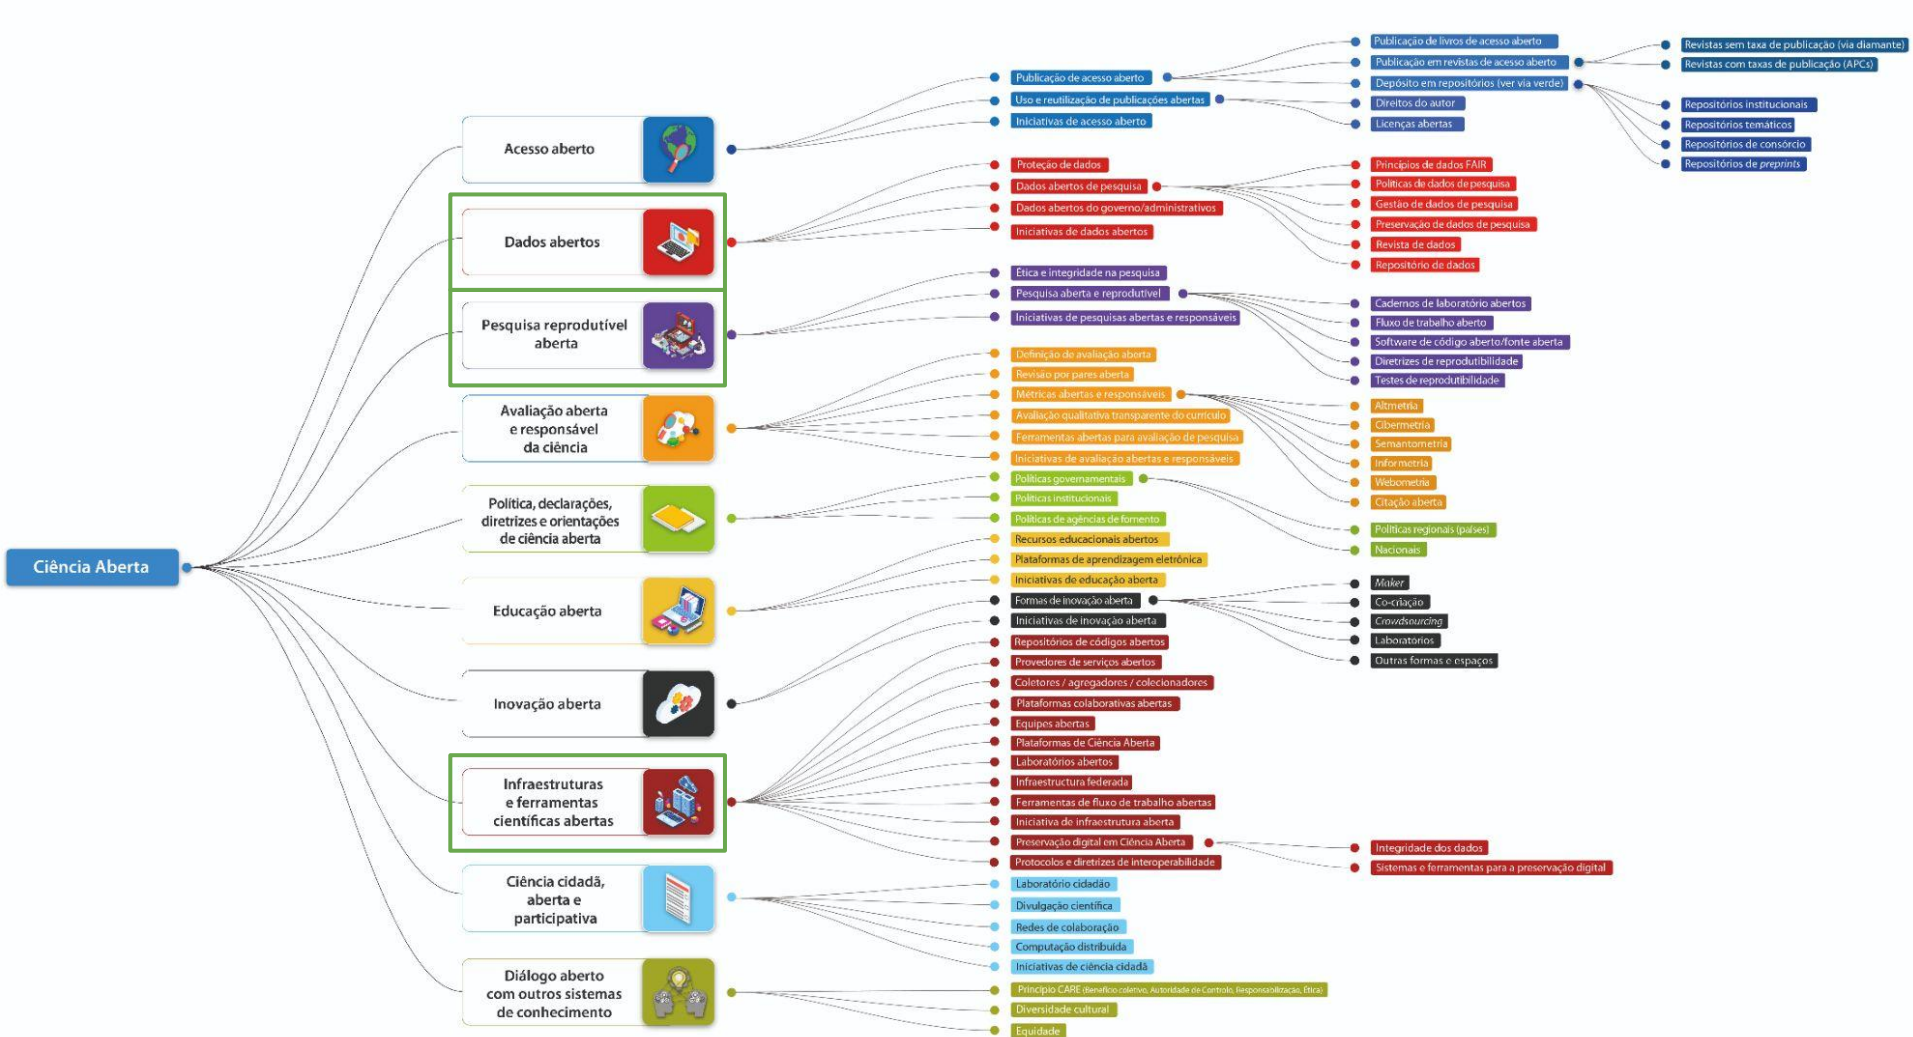 Ciência Aberta
Acesso aberto
Publicação de acesso aberto
Publicação de livros de acesso aberto
Publicação em revistas de acesso aberto
Revistas sem taxa de publicação (via diamante)
Revistas com taxas de publicação (APCs)
Depósito em repositórios (ver via verde)
Repositórios institucionais
Repositórios temáticos
Repositórios de consórcio
Repositórios de preprints
Uso e reutilização de publicações abertas
Direitos do autor
Licenças abertas
Iniciativas de acesso aberto
Dados abertos
Proteção de dados
Dados abertos de pesquisa
Princípios de dados FAIR
Políticas de dados de pesquisa
Gestão de dados de pesquisa
Preservação de dados de pesquisa
Revista de dados
Repositório de dados
Dados abertos do governo/administrativos
Iniciativas de dados abertos
Pesquisa reprodutível
aberta
Ética e integridade na pesquisa
Pesquisa aberta e reprodutível
Cadernos de laboratório abertos
Fluxo de trabalho aberto
Software de código aberto/fonte aberta
Diretrizes de reprodutibilidade
Testes de reprodutibilidade
Iniciativas de pesquisas abertas e responsáveis
Avaliação aberta
e responsável
da ciência
Definição de avaliação aberta
Revisão por pares aberta
Métricas abertas e responsáveis
Altmetria
Cibermetria
Semantometria
Informetria
Webometria
Citação aberta
Avaliação qualitativa transparente do currículo
Ferramentas abertas para avaliação de pesquisa
Iniciativas de avaliação abertas e responsáveis
Política, declarações,
diretrizes e orientações
de ciência aberta
Políticas governamentais
Políticas regionais (países)
Nacionais
Políticas institucionais
Políticas de agências de fomento
Educação aberta
Recursos educacionais abertos
Plataformas de aprendizagem eletrônica
Iniciativas de educação aberta
Inovação aberta
Formas de inovação aberta
Maker
Co-criação
Crowdsourcing
Laboratórios
Outras formas e espaços
Iniciativas de inovação aberta
Infraestruturas
e ferramentas
científicas abertas
Repositórios de códigos abertos
Provedores de serviços abertos
Coletores / agregadores / colecionadores
Plataformas colaborativas abertas
Equipes abertas
Plataformas de Ciência Aberta
Laboratórios abertos
Infraestructura federada
Ferramentas de fluxo de trabalho abertas
Iniciativa de infraestrutura aberta
Preservação digital em Ciência Aberta
Integridade dos dados
Sistemas e ferramentas para a preservação digital
Protocolos e diretrizes de interoperabilidade
Ciência cidadã,
aberta e
participativa
Laboratório cidadão
Divulgação científica
Redes de colaboração
Computação distribuída
Iniciativas de ciência cidadã
Diálogo aberto
com outros sistemas
de conhecimento
Princípio CARE (Benefício coletivo, Autoridade de Controlo, Responsabilização, Ética)
Diversidade cultural
Equidade